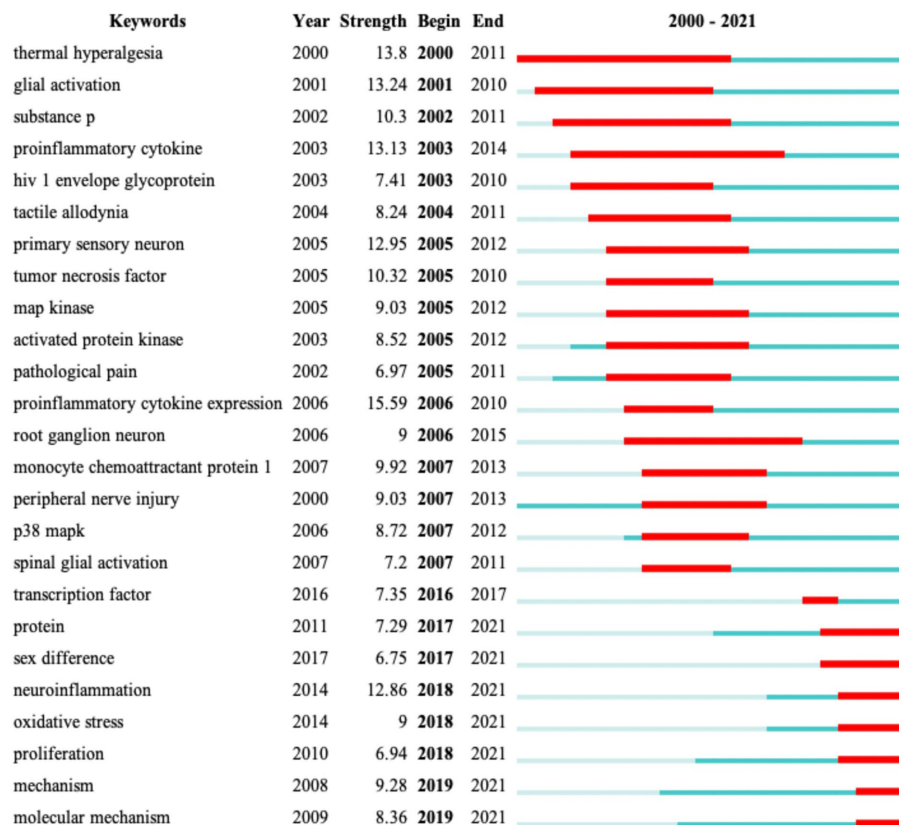 Keywords Year Strength Begin End 2000 - 2021
thermal hyperalgesia 2000 13.8 2000 2011
glial activation 2001 13.24 2001 2010
substance p 2002 10.3 2002 2011
proinflammatory cytokine 2003 13.13 2003 2014
hiv 1 envelope glycoprotein 2003 7.41 2003 2010
tactile allodynia 2004 8.24 2004 2011
primary sensory neuron 2005 12.95 2005 2012
tumor necrosis factor 2005 10.32 2005 2010
map kinase 2005 9.03 2005 2012
activated protein kinase 2003 8.52 2005 2012
pathological pain 2002 6.97 2005 2011
proinflammatory cytokine expression 2006 15.59 2006 2010
root ganglion neuron 2006 9 2006 2015
monocyte chemoattractant protein 1 2007 9.92 2007 2013
peripheral nerve injury 2000 9.03 2007 2013
p38 mapk 2006 8.72 2007 2012
spinal glial activation 2007 7.2 2007 2011
transcription factor 2016 7.35 2016 2017
protein 2011 7.29 2017 2021
sex difference 2017 6.75 2017 2021
neuroinflammation 2014 12.86 2018 2021
oxidative stress 2014 9 2018 2021
proliferation 2010 6.94 2018 2021
mechanism 2008 9.28 2019 2021
molecular mechanism 2009 8.36 2019 2021